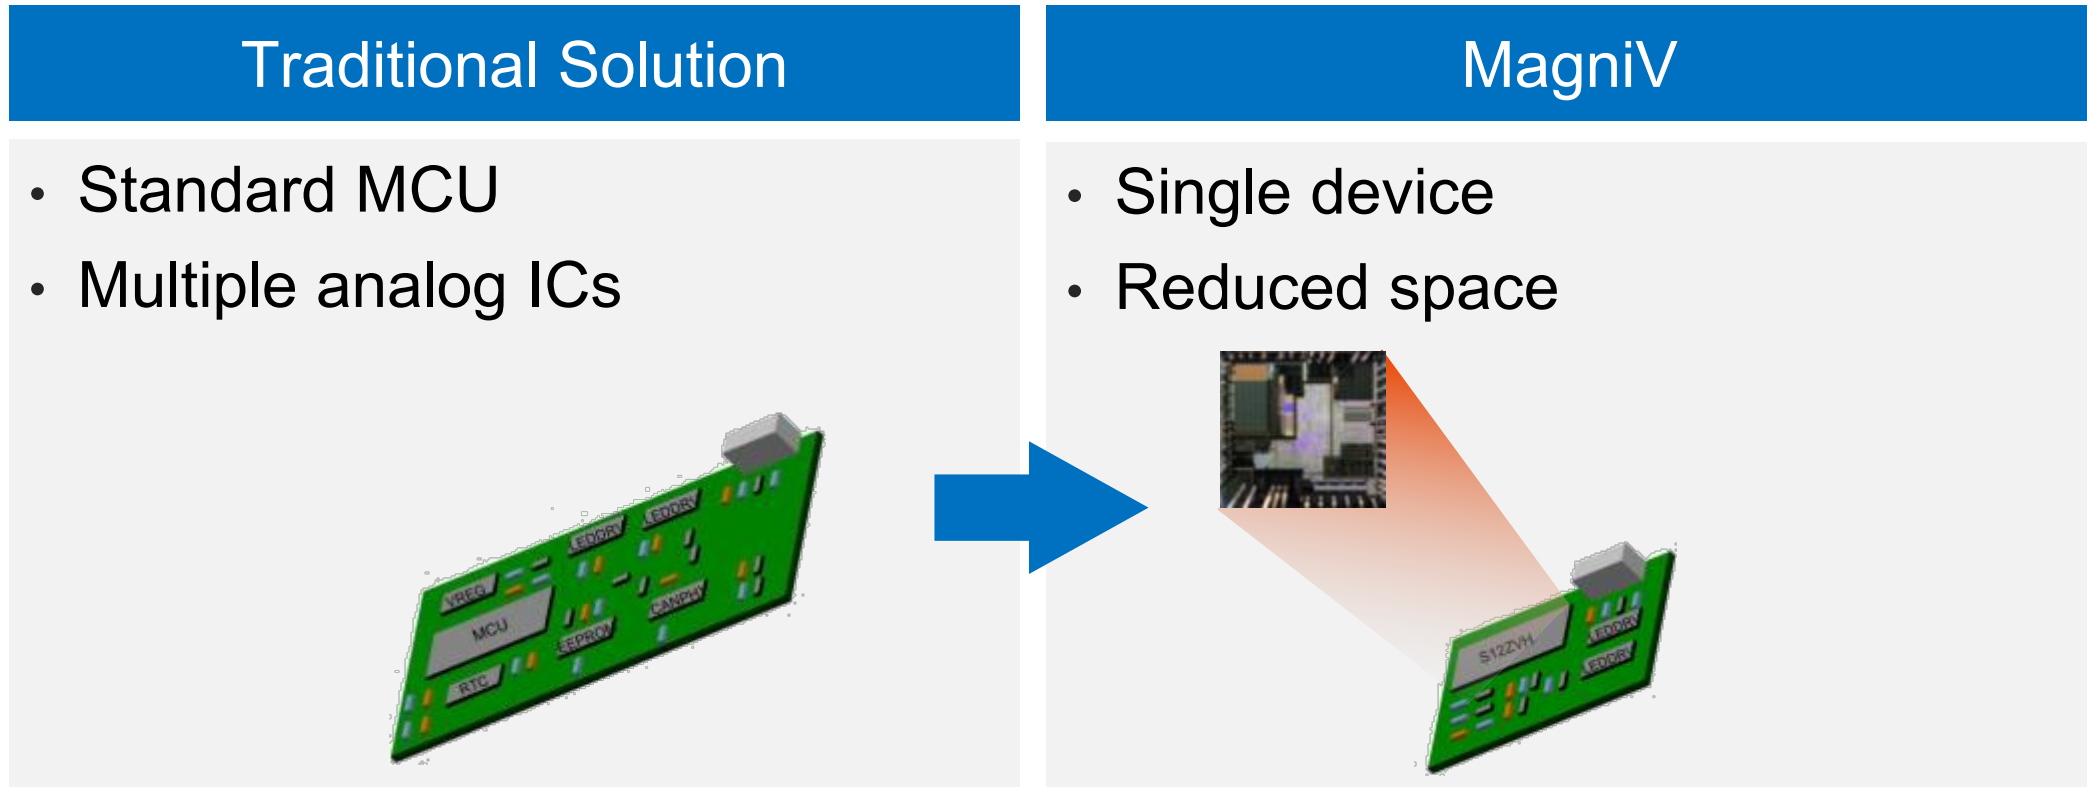 Traditional Solution
• Standard MCU
• Multiple analog ICs
LEDDRV
LEDDRV
VREG
MCU
CANPHY
EEPROM
RTC
MagniV
• Single device
• Reduced space
S12ZVH
LEDDRV
LEDDRV